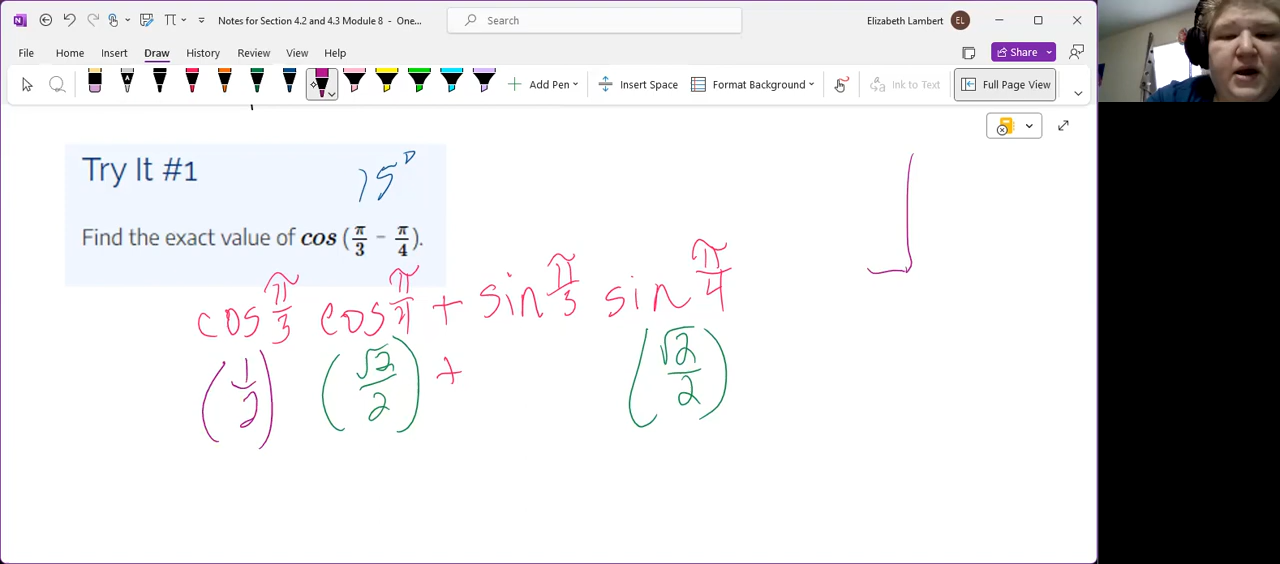 Notes for Section 4.2 and 4.3 Module 8 - One...
Search
Elizabeth Lambert
EL
File Home Insert Draw History Review View Help
Share
Add Pen
Insert Space
Format Background
Ink to Text
Full Page View
Try It #1
15°
Find the exact value of cos (π/3 − π/4).
cos π/3 cos π/4 + sin π/3 sin π/4
(1/2) (√2/2) + (√2/2)